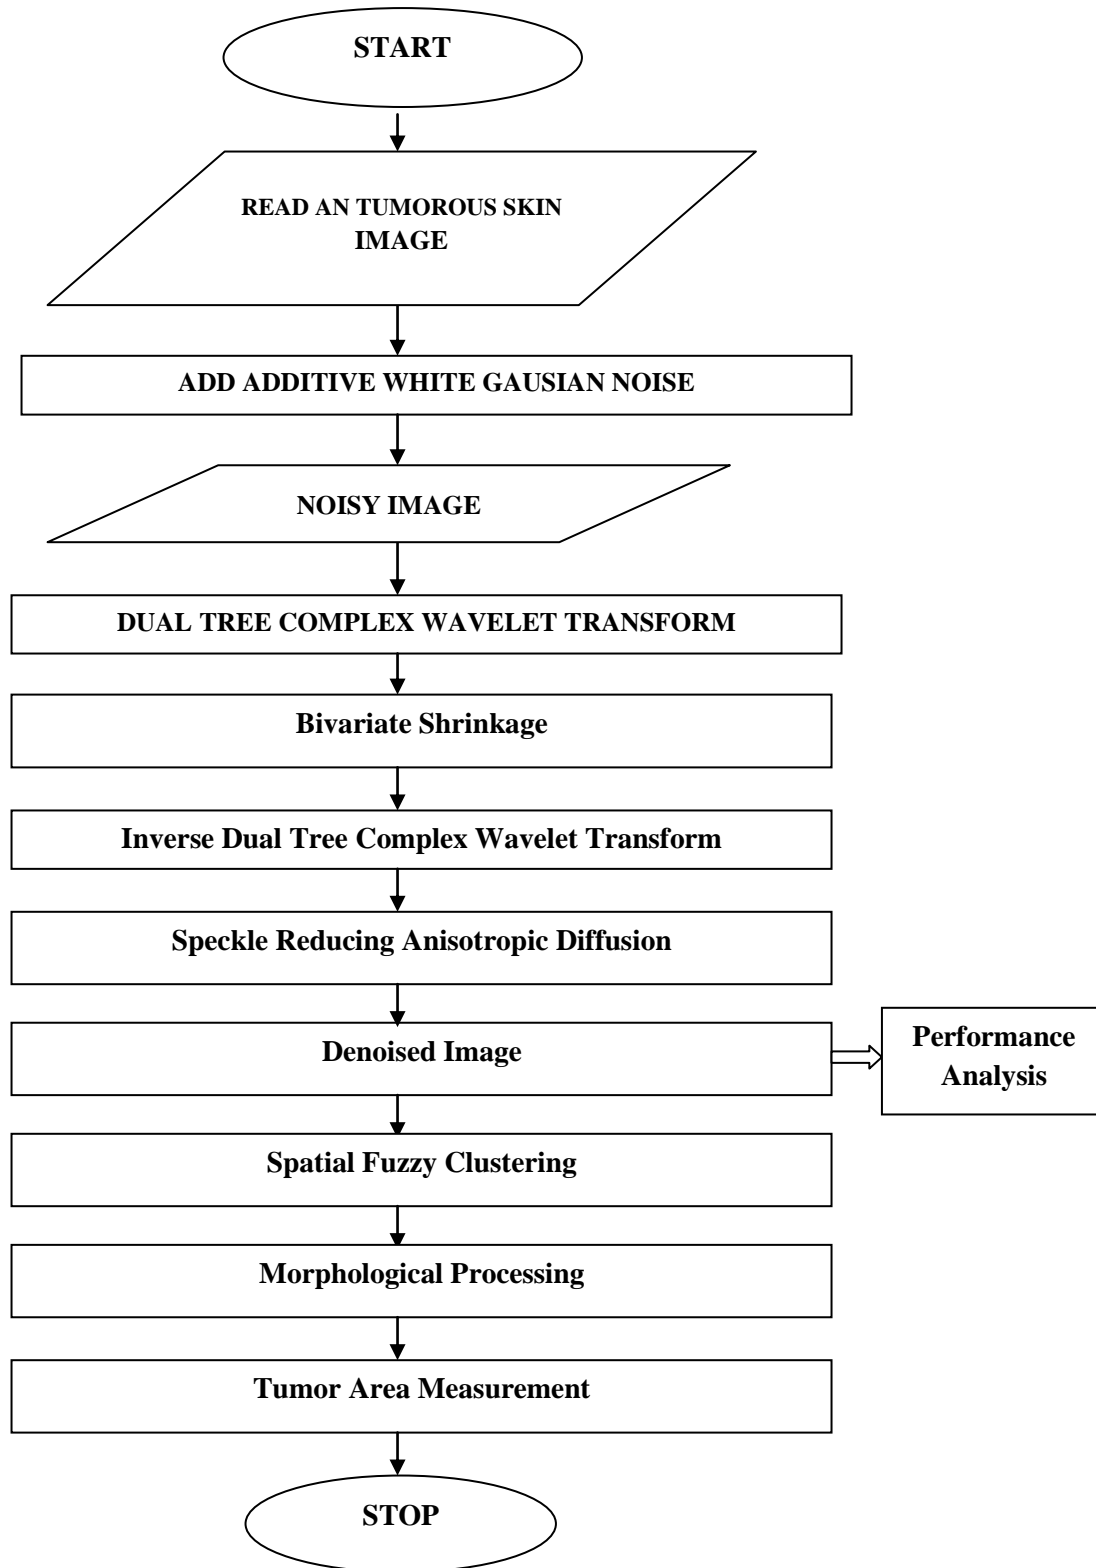 START
READ AN TUMOROUS SKIN
IMAGE
ADD ADDITIVE WHITE GAUSIAN NOISE
NOISY IMAGE
DUAL TREE COMPLEX WAVELET TRANSFORM
Bivariate Shrinkage
Inverse Dual Tree Complex Wavelet Transform
Speckle Reducing Anisotropic Diffusion
Denoised Image
Performance
Analysis
Spatial Fuzzy Clustering
Morphological Processing
Tumor Area Measurement
STOP